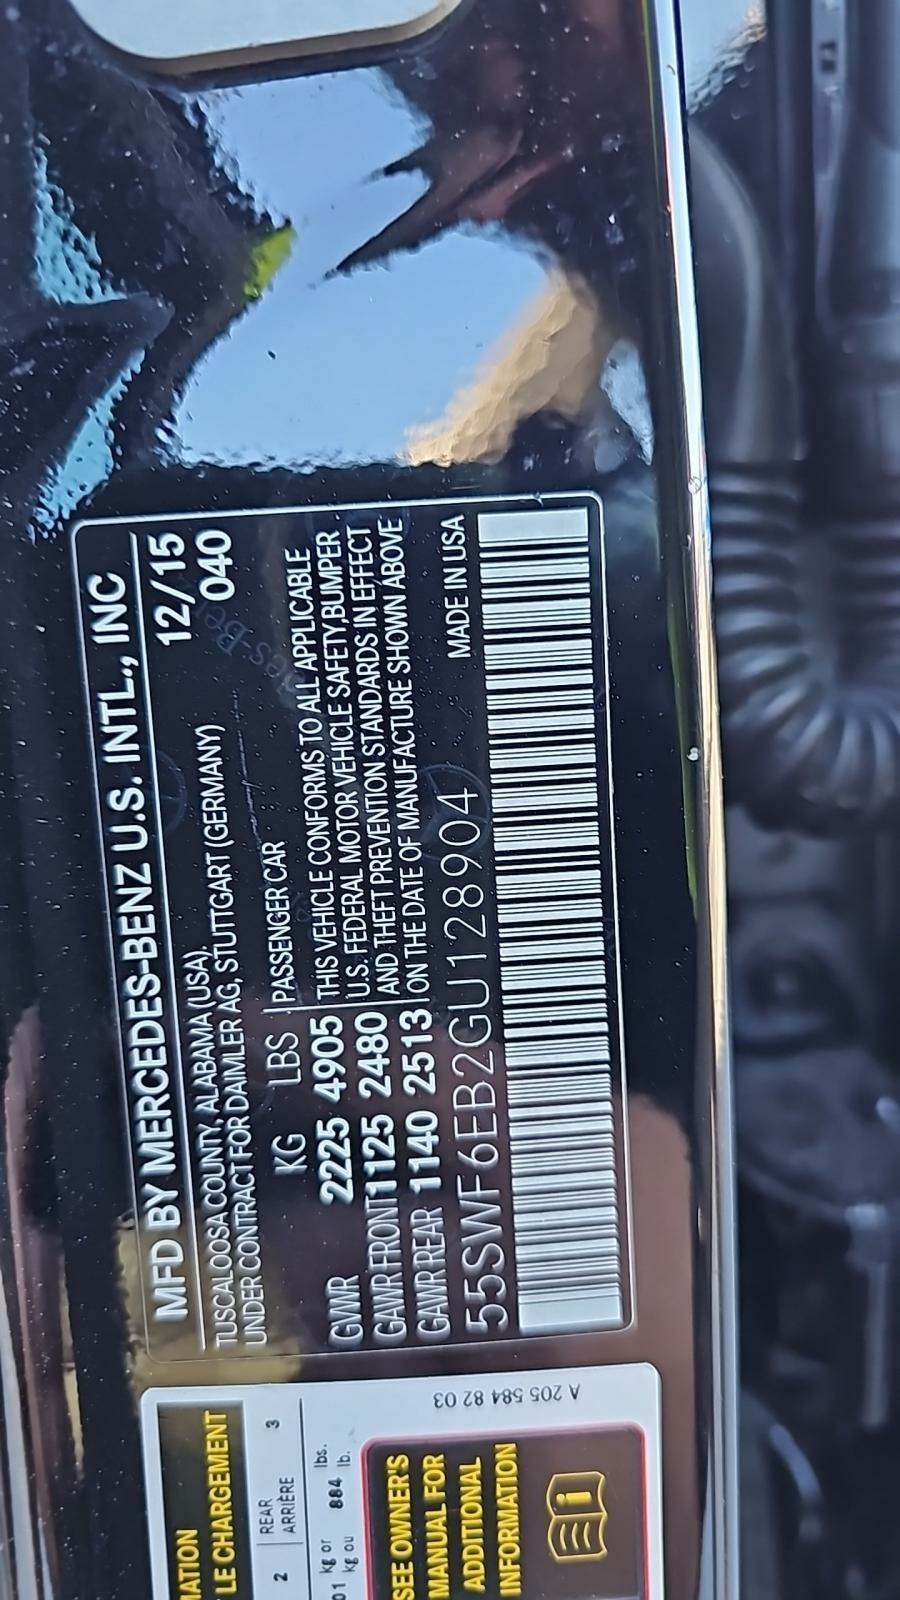 MFD BY MERCEDES-BENZ U.S. INTL., INC
TUSCALOOSA COUNTY, ALABAMA (USA), 12/15
UNDER CONTRACT FOR DAIMLER AG, STUTTGART (GERMANY) 040
KG LBS PASSENGER CAR
GVWR 2225 4905 THIS VEHICLE CONFORMS TO ALL APPLICABLE
U.S. FEDERAL MOTOR VEHICLE SAFETY, BUMPER
GAWR FRONT 1125 2480 AND THEFT PREVENTION STANDARDS IN EFFECT
GAWR REAR 1140 2513 ON THE DATE OF MANUFACTURE SHOWN ABOVE
55SWF6EB2GU128904 MADE IN USA
LE CHARGEMENT
2 REAR 3
ARRIÈRE
kg or lbs.
kg ou 884 lb.
SEE OWNER'S
MANUAL FOR
ADDITIONAL
INFORMATION
A 205 584 82 03